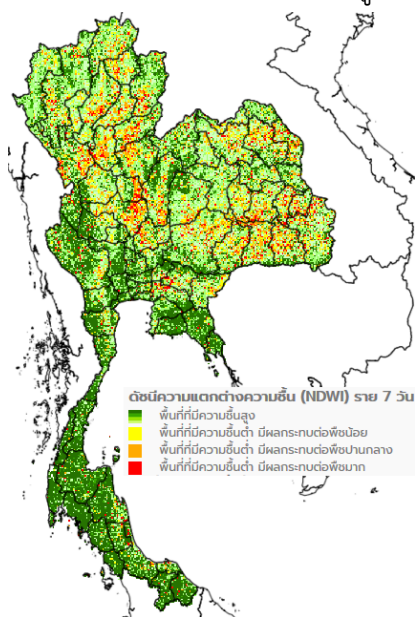 ดัชนีความแตกต่างความชื้น (NDWI) ราย 7 วัน
พื้นที่ที่มีความชื้นสูง
พื้นที่ที่มีความชื้นต่ำ มีผลกระทบต่อพืชน้อย
พื้นที่ที่มีความชื้นต่ำ มีผลกระทบต่อพืชปานกลาง
พื้นที่ที่มีความชื้นต่ำ มีผลกระทบต่อพืชมาก